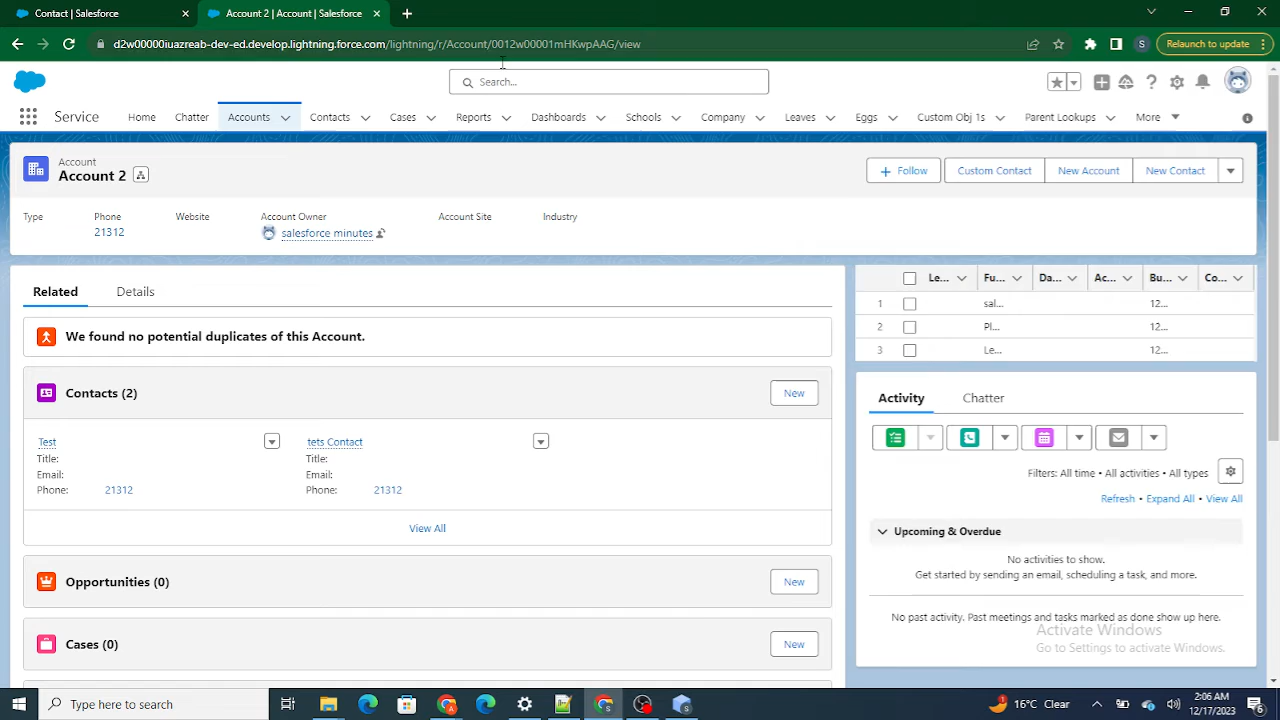 Contact | Salesforce
Account 2 | Account | Salesforce
d2w00000iuazreab-dev-ed.develop.lightning.force.com/lightning/r/Account/0012w00001mHKwpAAG/view
S
Relaunch to update
Search...
Service
Home
Chatter
Accounts
Contacts
Cases
Reports
Dashboards
Schools
Company
Leaves
Eggs
Custom Obj 1s
Parent Lookups
More
Account
Account 2
Follow
Custom Contact
New Account
New Contact
Type
Phone
Website
Account Owner
Account Site
Industry
21312
salesforce minutes
Related
Details
We found no potential duplicates of this Account.
Contacts (2)
New
Test
Title:
Email:
Phone: 21312
tets Contact
Title:
Email:
Phone: 21312
View All
Opportunities (0)
New
Cases (0)
New
Le... Fu... Da... Ac... Bu... Co...
1 sal... 12...
2 Pl... 12...
3 Le... 12...
Activity
Chatter
Filters: All time • All activities • All types
Refresh • Expand All • View All
Upcoming & Overdue
No activities to show.
Get started by sending an email, scheduling a task, and more.
No past activity. Past meetings and tasks marked as done show up here.
Activate Windows
Go to Settings to activate Windows.
Type here to search
16°C Clear
2:06 AM
12/17/2023
6